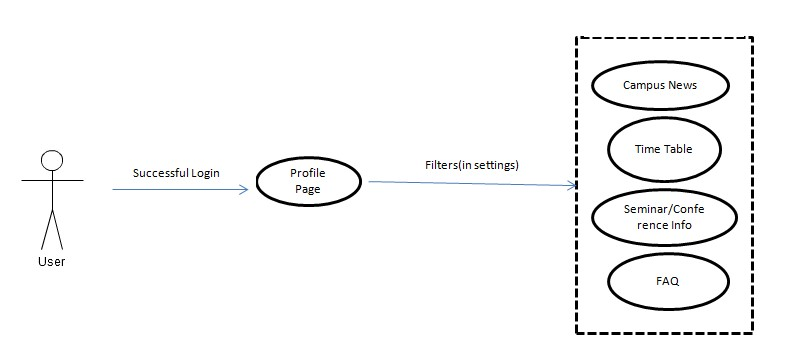 Campus News
Time Table
Successful Login
Filters(in settings)
Profile
Page
Seminar/Confe
rence Info
User
FAQ